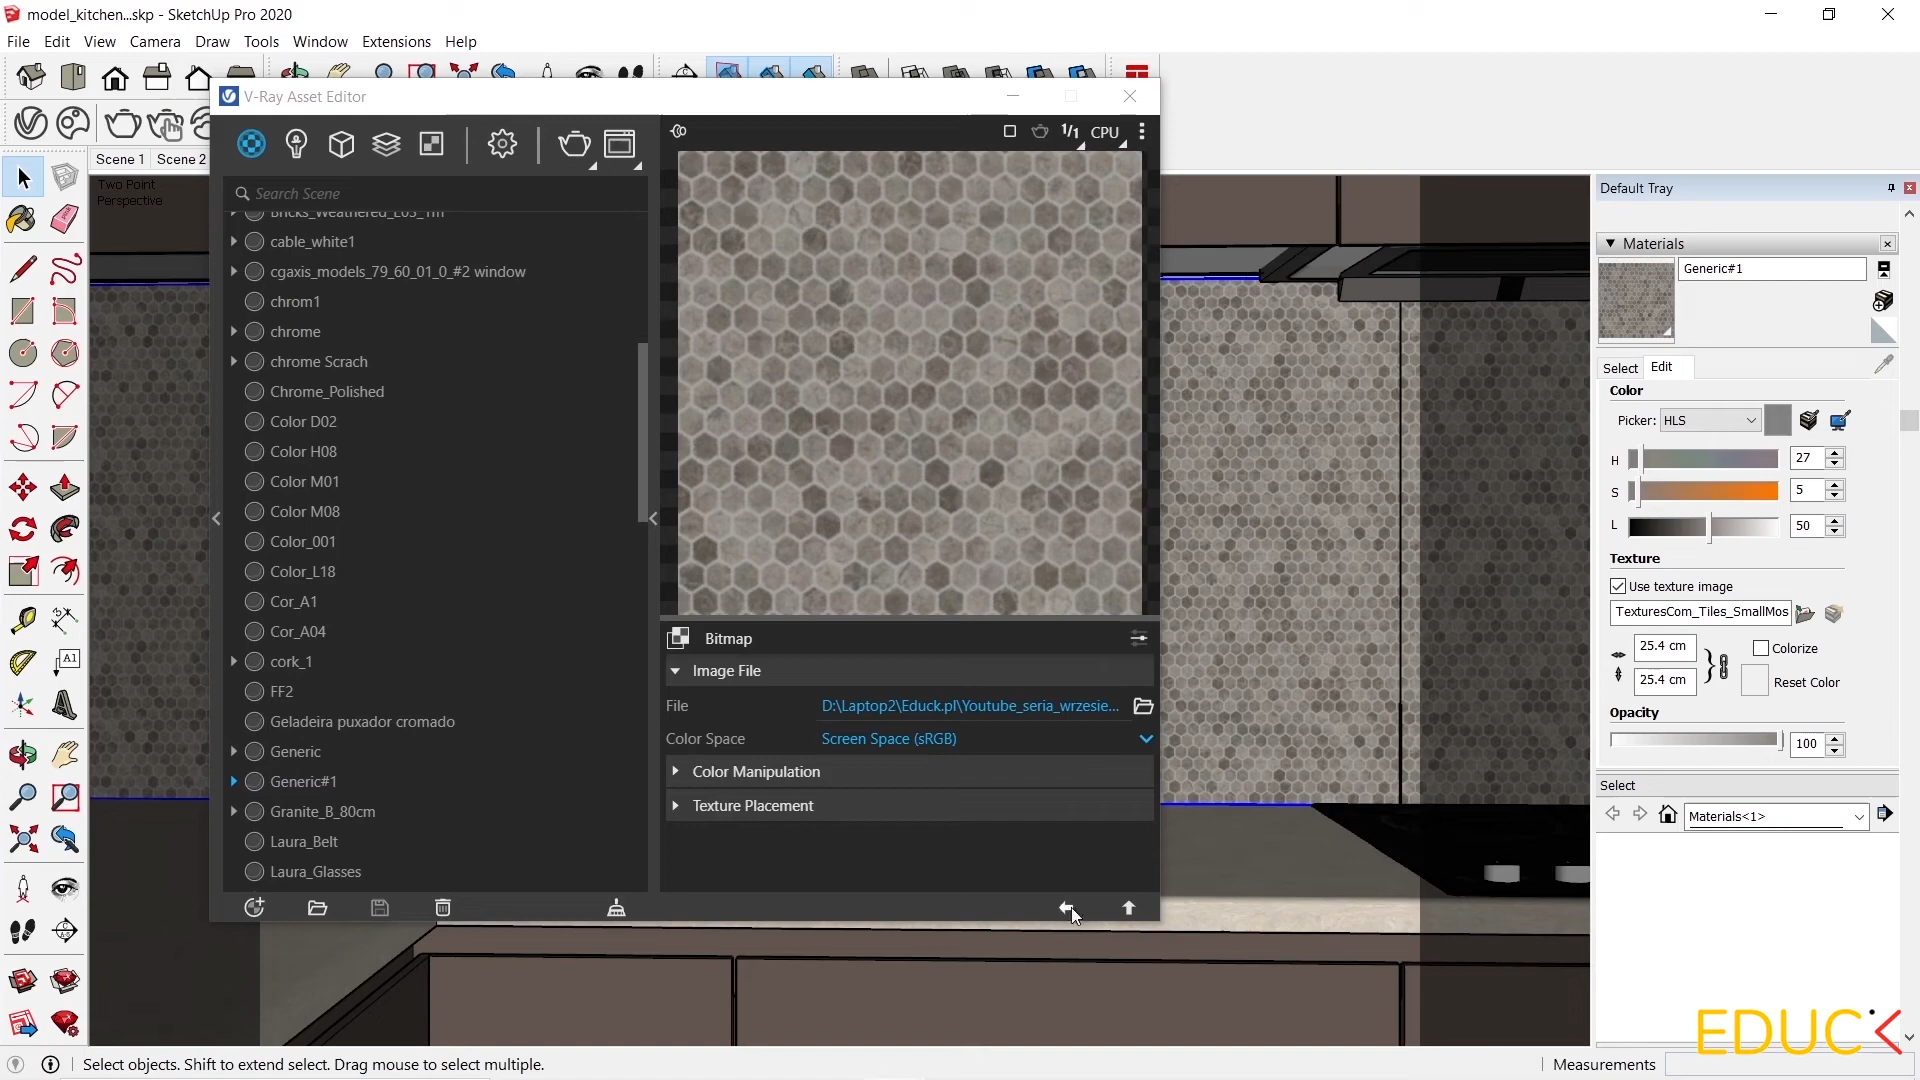 model_kitchen...skp - SketchUp Pro 2020
File Edit View Camera Draw Tools Window Extensions Help
V-Ray Asset Editor
1/1 CPU
Scene 1 Scene 2
Two Point
Perspective
Search Scene
Bricks_Weathered_E03_1m
cable_white1
cgaxis_models_79_60_01_0_#2 window
chrom1
chrome
chrome Scrach
Chrome_Polished
Color D02
Color H08
Color M01
Color M08
Color_001
Color_L18
Cor_A1
Cor_A04
cork_1
FF2
Geladeira puxador cromado
Generic
Generic#1
Granite_B_80cm
Laura_Belt
Laura_Glasses
Bitmap
Image File
File D:\Laptop2\Educk.pl\Youtube_seria_wrzesie...
Color Space Screen Space (sRGB)
Color Manipulation
Texture Placement
Default Tray
Materials
Generic#1
Select Edit
Color
Picker: HLS
H 27
S 5
L 50
Texture
Use texture image
TexturesCom_Tiles_SmallMos
25.4 cm Colorize
25.4 cm Reset Color
Opacity
100
Select
Materials<1>
A1
EDUCK
Select objects. Shift to extend select. Drag mouse to select multiple.
Measurements